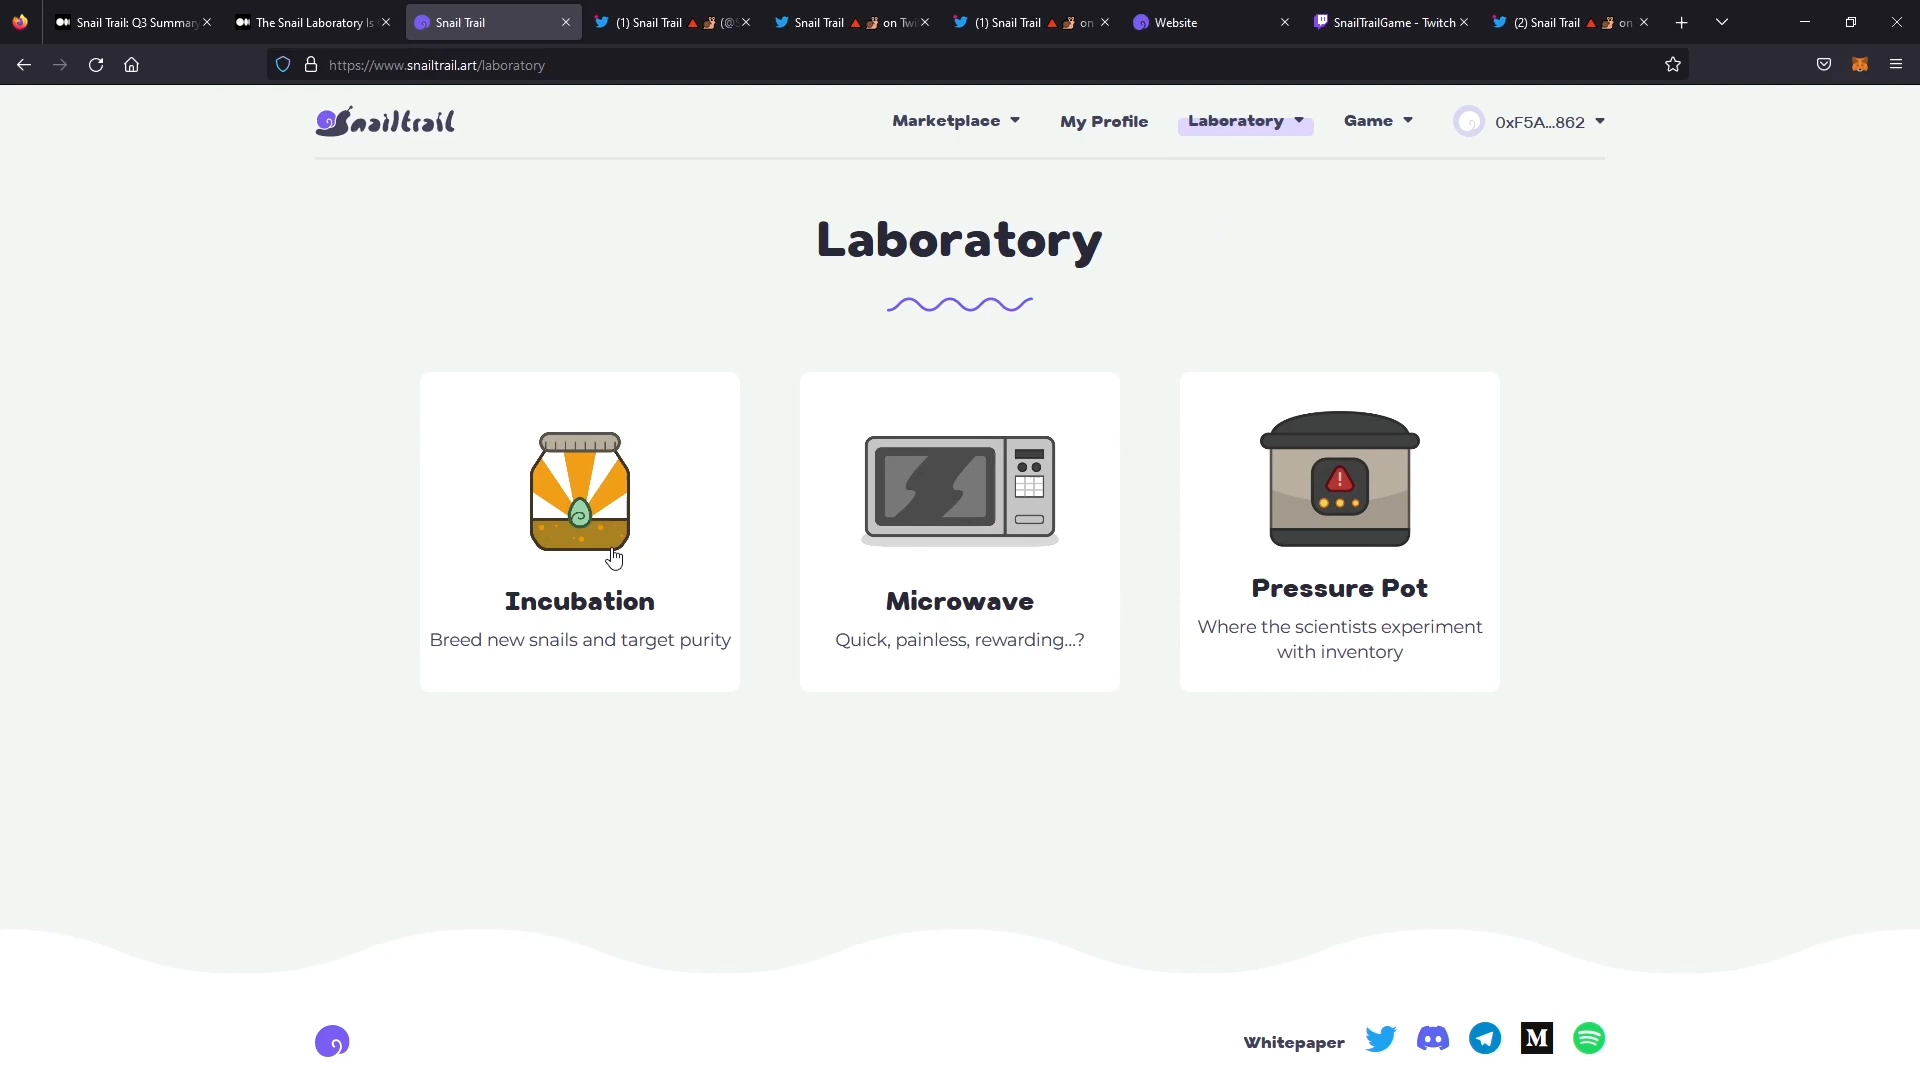 Snail Trail: Q3 Summary
The Snail Laboratory Is
Snail Trail
(1) Snail Trail 🔺🐌 (@S
Snail Trail 🔺🐌 on Twi
(1) Snail Trail 🔺🐌 on
Website
SnailTrailGame - Twitch
(2) Snail Trail 🔺🐌 on
https://www.snailtrail.art/laboratory
Snailtrail
Marketplace
My Profile
Laboratory
Game
0xF5A...862
Laboratory
Incubation
Breed new snails and target purity
Microwave
Quick, painless, rewarding...?
Pressure Pot
Where the scientists experiment
with inventory
Whitepaper